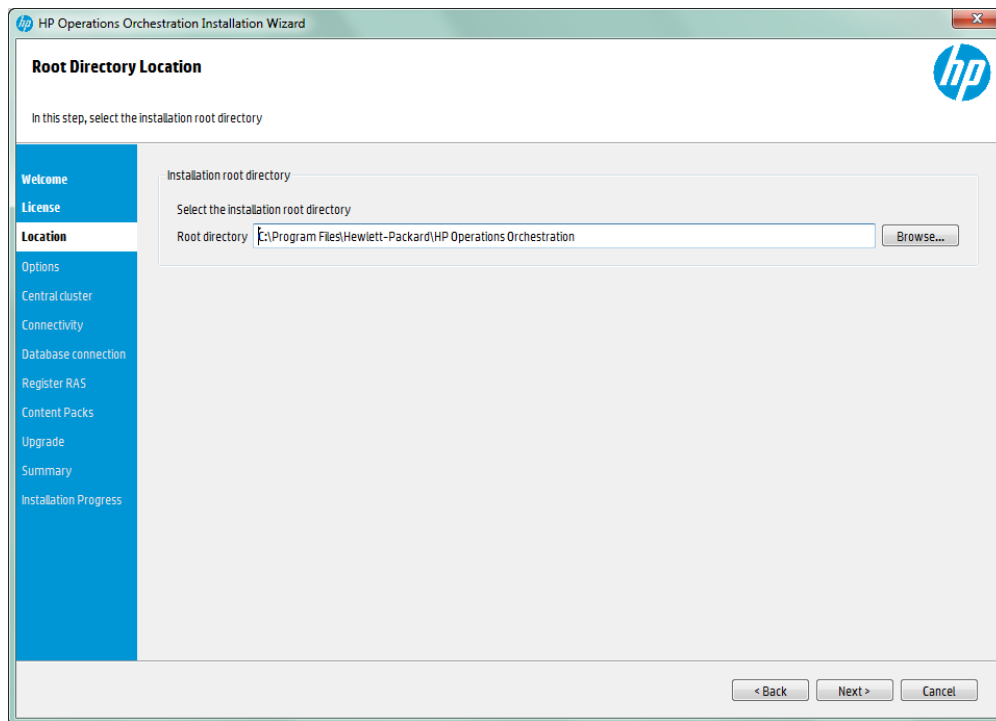 HP Operations Orchestration Installation Wizard
Root Directory Location
hp
In this step, select the installation root directory
Welcome
License
Location
Options
Central cluster
Connectivity
Database connection
Register RAS
Content Packs
Upgrade
Summary
Installation Progress
Installation root directory
Select the installation root directory
Root directory C:\Program Files\Hewlett-Packard\HP Operations Orchestration Browse...
< Back Next > Cancel